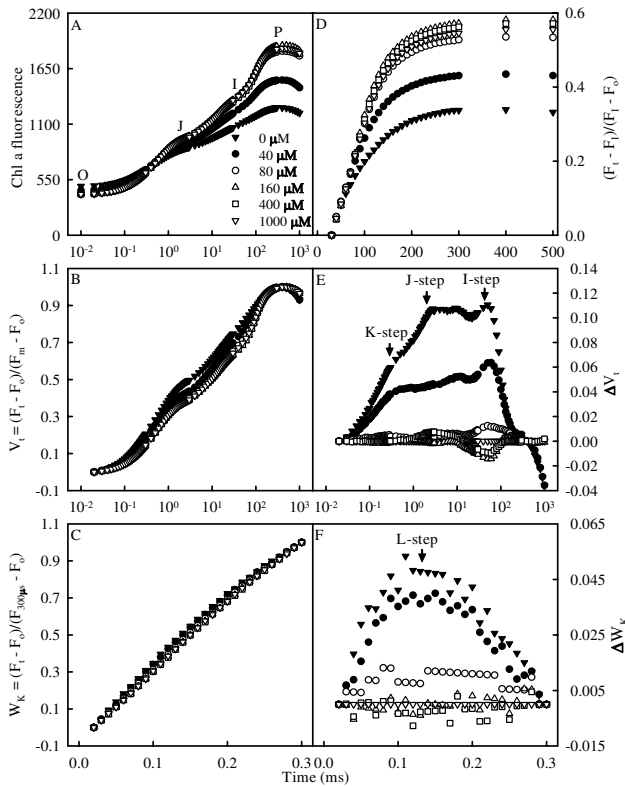 A
2200
1650
1100
550
0
Chl a fluorescence
O
J
I
P
0 μM
40 μM
80 μM
160 μM
400 μM
1000 μM
10⁻² 10⁻¹ 10⁰ 10¹ 10² 10³
D
0.6
0.4
0.2
0.0
(Fₜ - F_I)/(F_I - Fₒ)
100 200 300 400 500
B
1.1
0.9
0.7
0.5
0.3
0.1
-0.1
Vₜ = (Fₜ - Fₒ)/(Fₘ - Fₒ)
10⁻² 10⁻¹ 10⁰ 10¹ 10² 10³
E
K-step
J-step
I-step
0.14
0.12
0.10
0.08
0.06
0.04
0.02
0.00
-0.02
-0.04
ΔVₜ
10⁻² 10⁻¹ 10⁰ 10¹ 10² 10³
C
1.1
0.9
0.7
0.5
0.3
0.1
-0.1
W_K = (Fₜ - Fₒ)/(F₃₀₀μs - Fₒ)
0.0 0.1 0.2 0.3
F
L-step
0.065
0.045
0.025
0.005
-0.015
ΔW_K
0.0 0.1 0.2 0.3
Time (ms)